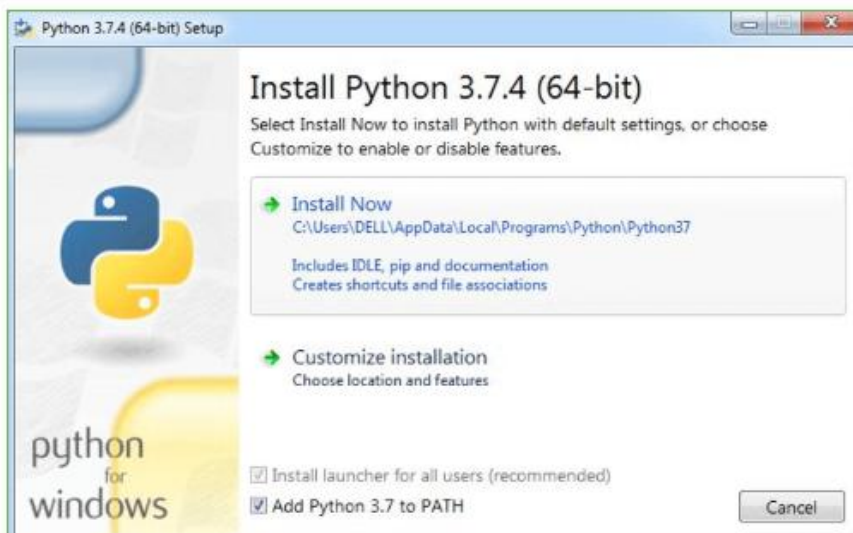 Python 3.7.4 (64-bit) Setup
Install Python 3.7.4 (64-bit)
Select Install Now to install Python with default settings, or choose
Customize to enable or disable features.
Install Now
C:\Users\DELL\AppData\Local\Programs\Python\Python37
Includes IDLE, pip and documentation
Creates shortcuts and file associations
Customize installation
Choose location and features
python
for
windows
Install launcher for all users (recommended)
Add Python 3.7 to PATH
Cancel